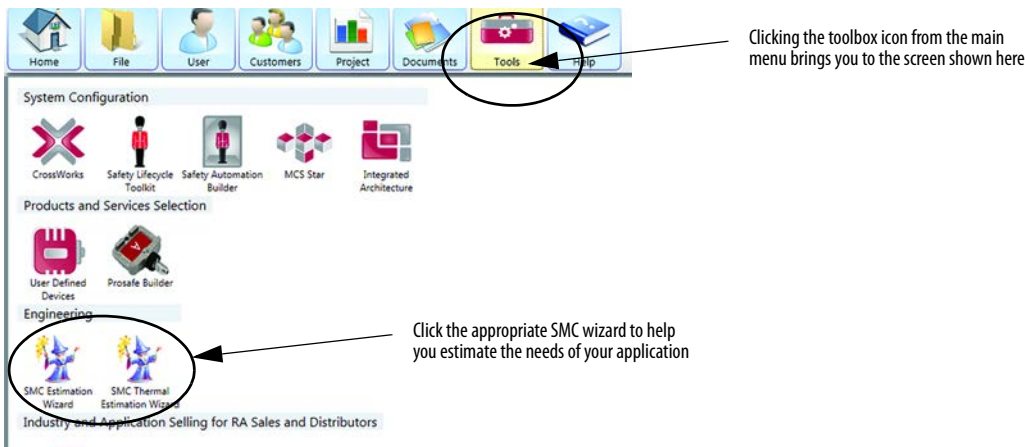 Home File User Customers Project Documents Tools Help
Clicking the toolbox icon from the main
menu brings you to the screen shown here
System Configuration
CrossWorks
Safety Lifecycle
Toolkit
Safety Automation
Builder
MCS Star
Integrated
Architecture
Products and Services Selection
User Defined
Devices
Prosafe Builder
Engineering
Click the appropriate SMC wizard to help
you estimate the needs of your application
SMC Estimation
Wizard
SMC Thermal
Estimation Wizard
Industry and Application Selling for RA Sales and Distributors